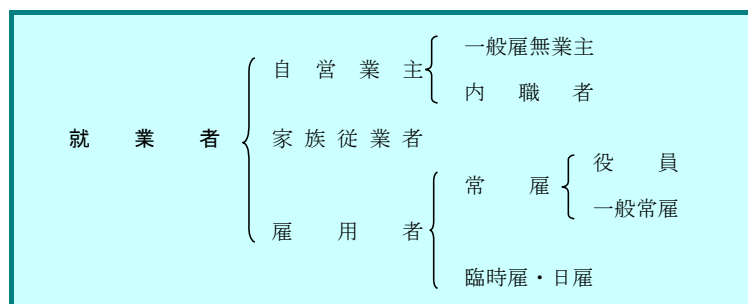 一般雇無業主
自営業主
内職者
就業者
家族従業者
役員
常雇
一般常雇
雇用者
臨時雇・日雇